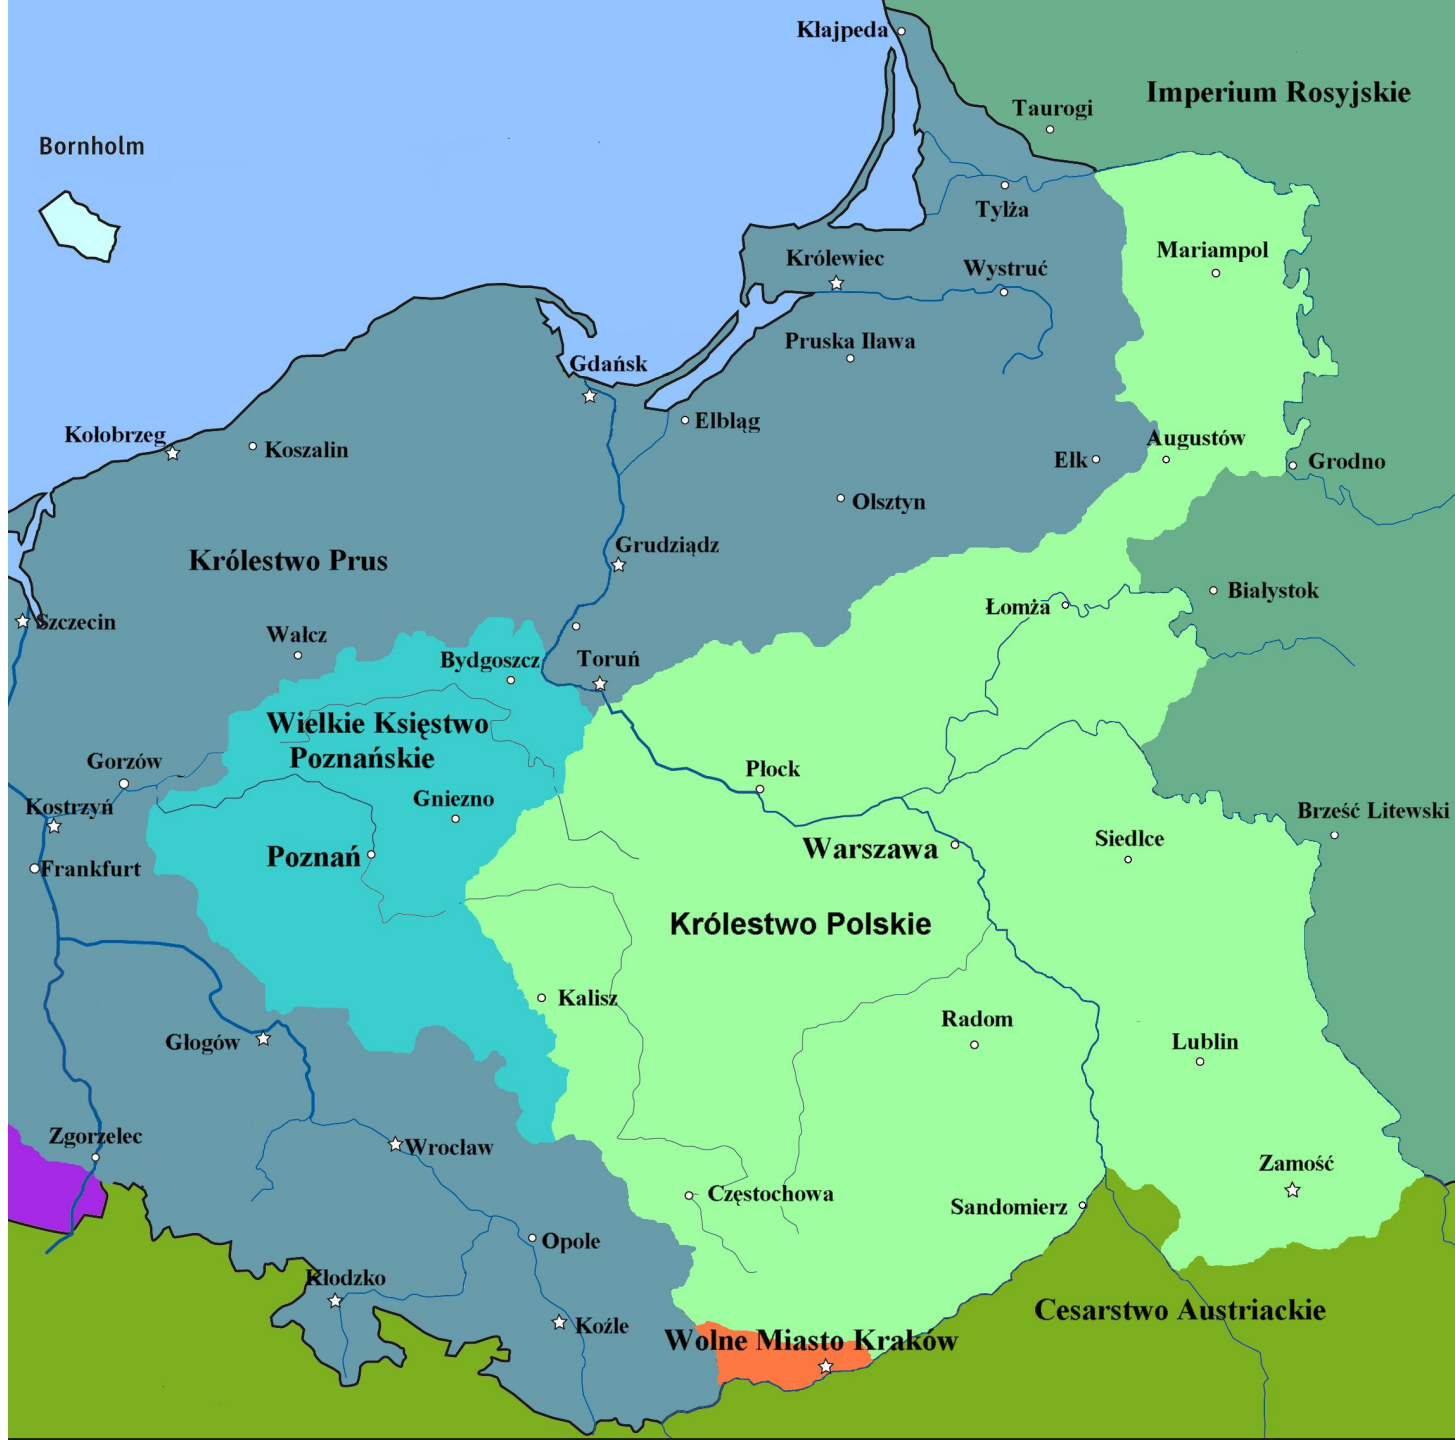 Kłajpeda
Imperium Rosyjskie
Taurogi
Bornholm
Tylża
Mariampol
Królewiec
Wystruć
Pruska Iława
Gdańsk
Elbląg
Kołobrzeg
Koszalin
Augustów
Ełk
Grodno
Olsztyn
Grudziądz
Królestwo Prus
Białystok
Łomża
Szczecin
Wałcz
Bydgoszcz
Toruń
Wielkie Księstwo
Poznańskie
Gorzów
Płock
Gniezno
Kostrzyń
Brześć Litewski
Siedlce
Warszawa
Poznań
Frankfurt
Królestwo Polskie
Kalisz
Radom
Głogów
Lublin
Zgorzelec
Wrocław
Zamość
Częstochowa
Sandomierz
Opole
Kłodzko
Cesarstwo Austriackie
Koźle
Wolne Miasto Kraków